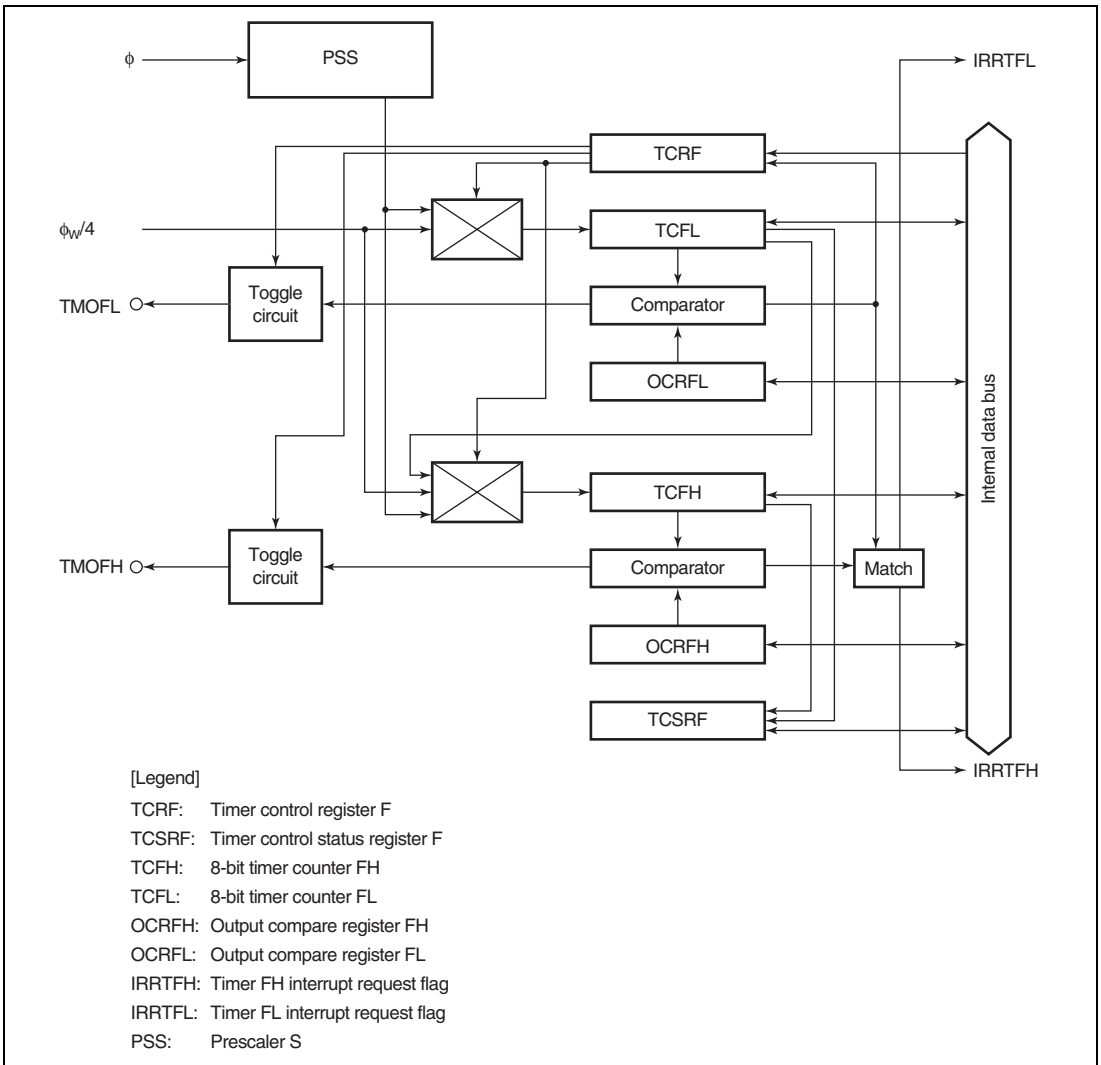 ϕ
PSS
IRRTFL
TCRF
ϕW/4
TCFL
TMOFL
Toggle
circuit
Comparator
OCRFL
Internal data bus
TCFH
TMOFH
Toggle
circuit
Comparator
Match
OCRFH
TCSRF
IRRTFH
[Legend]
TCRF: Timer control register F
TCSRF: Timer control status register F
TCFH: 8-bit timer counter FH
TCFL: 8-bit timer counter FL
OCRFH: Output compare register FH
OCRFL: Output compare register FL
IRRTFH: Timer FH interrupt request flag
IRRTFL: Timer FL interrupt request flag
PSS: Prescaler S